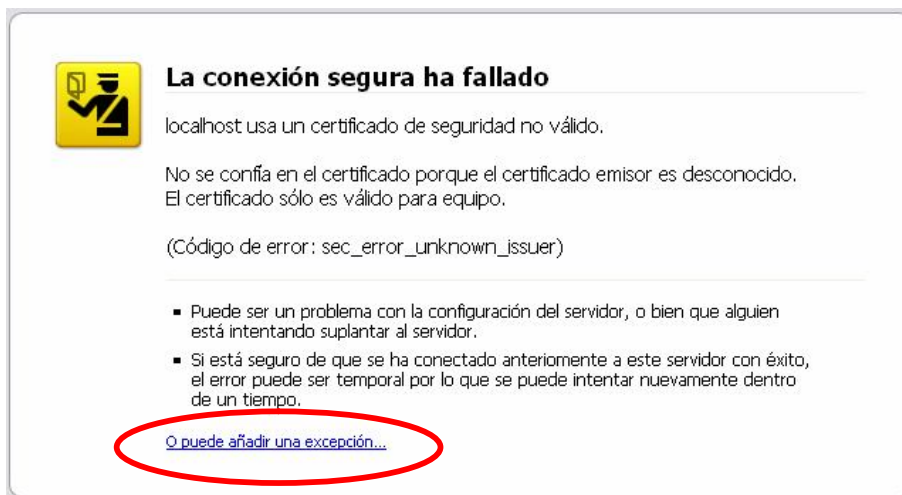 La conexión segura ha fallado
localhost usa un certificado de seguridad no válido.
No se confía en el certificado porque el certificado emisor es desconocido.
El certificado sólo es válido para equipo.
(Código de error: sec_error_unknown_issuer)
▪ Puede ser un problema con la configuración del servidor, o bien que alguien
está intentando suplantar al servidor.
▪ Si está seguro de que se ha conectado anteriormente a este servidor con éxito,
el error puede ser temporal por lo que se puede intentar nuevamente dentro
de un tiempo.
O puede añadir una excepción...